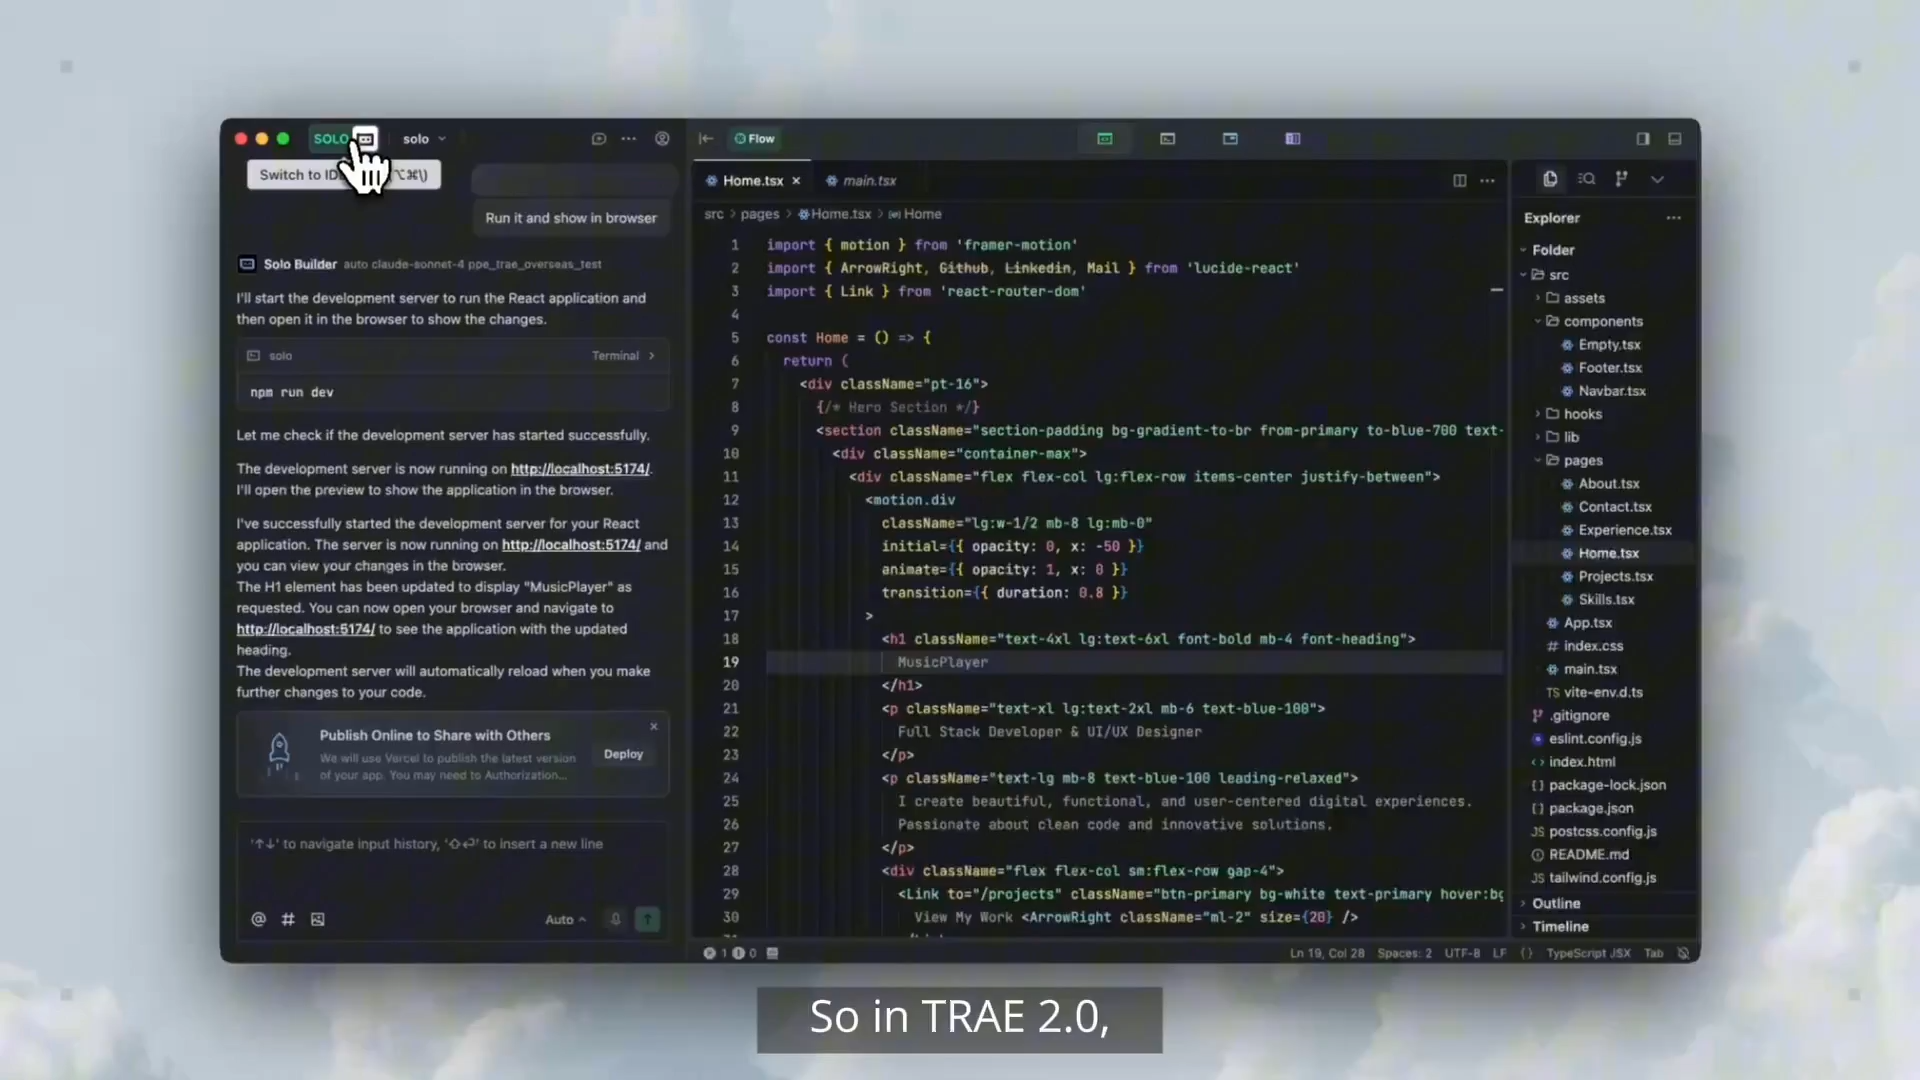 SOLO
solo
Switch to ID
⌥⌘\)
Run it and show in browser
Solo Builder auto claude-sonnet-4 ppe_trae_overseas_test
I'll start the development server to run the React application and
then open it in the browser to show the changes.
solo
Terminal >
npm run dev
Let me check if the development server has started successfully.
The development server is now running on http://localhost:5174/.
I'll open the preview to show the application in the browser.
I've successfully started the development server for your React
application. The server is now running on http://localhost:5174/ and
you can view your changes in the browser.
The H1 element has been updated to display "MusicPlayer" as
requested. You can now open your browser and navigate to
http://localhost:5174/ to see the application with the updated
heading.
The development server will automatically reload when you make
further changes to your code.
Publish Online to Share with Others
We will use Vercel to publish the latest version
of your app. You may need to Authorization...
Deploy
'↑↓' to navigate input history, '⇧⏎' to insert a new line
@ #
Auto
Flow
Home.tsx ×
main.tsx
src > pages > Home.tsx > Home
1 import { motion } from 'framer-motion'
2 import { ArrowRight, Github, Linkedin, Mail } from 'lucide-react'
3 import { Link } from 'react-router-dom'
4
5 const Home = () => {
6 return (
7 <div className="pt-16">
8 {/* Hero Section */}
9 <section className="section-padding bg-gradient-to-br from-primary to-blue-700 text-
10 <div className="container-max">
11 <div className="flex flex-col lg:flex-row items-center justify-between">
12 <motion.div
13 className="lg:w-1/2 mb-8 lg:mb-0"
14 initial={{ opacity: 0, x: -50 }}
15 animate={{ opacity: 1, x: 0 }}
16 transition={{ duration: 0.8 }}
17 >
18 <h1 className="text-4xl lg:text-6xl font-bold mb-4 font-heading">
19 MusicPlayer
20 </h1>
21 <p className="text-xl lg:text-2xl mb-6 text-blue-100">
22 Full Stack Developer & UI/UX Designer
23 </p>
24 <p className="text-lg mb-8 text-blue-100 leading-relaxed">
25 I create beautiful, functional, and user-centered digital experiences.
26 Passionate about clean code and innovative solutions.
27 </p>
28 <div className="flex flex-col sm:flex-row gap-4">
29 <Link to="/projects" className="btn-primary bg-white text-primary hover:bg
30 View My Work <ArrowRight className="ml-2" size={20} />
Explorer
Folder
src
assets
components
Empty.tsx
Footer.tsx
Navbar.tsx
hooks
lib
pages
About.tsx
Contact.tsx
Experience.tsx
Home.tsx
Projects.tsx
Skills.tsx
App.tsx
# index.css
main.tsx
TS vite-env.d.ts
.gitignore
eslint.config.js
<> index.html
{} package-lock.json
{} package.json
JS postcss.config.js
README.md
JS tailwind.config.js
Outline
Timeline
1 0
Ln 19, Col 28 Spaces: 2 UTF-8 LF {} TypeScript JSX Tab
So in TRAE 2.0,